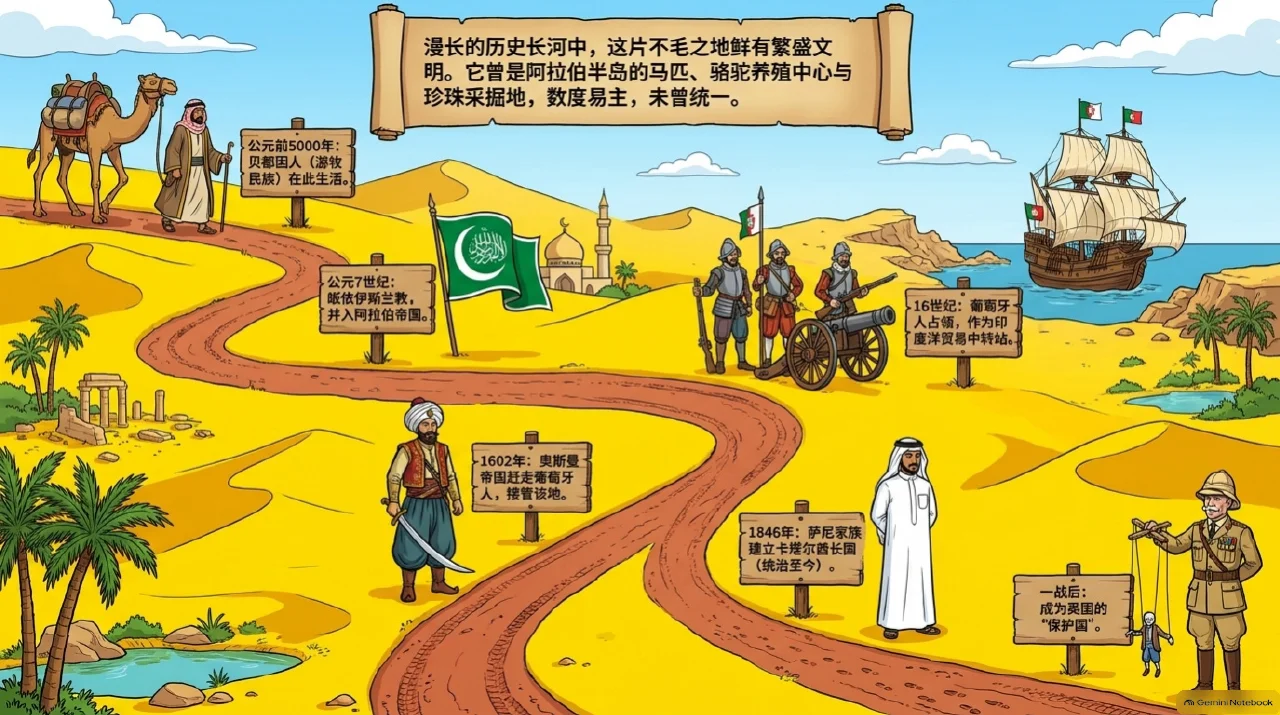 漫长的历史长河中，这片不毛之地鲜有繁盛文
明。它曾是阿拉伯半岛的马匹、骆驼养殖中心与
珍珠采掘地，数度易主，未曾统一。
公元前5000年：
贝都因人（游牧
民族）在此生活。
公元7世纪：
皈依伊斯兰教，
并入阿拉伯帝国。
16世纪：葡萄牙
人占领，作为印
度洋贸易中转站。
1602年：奥斯曼
帝国赶走葡萄牙
人，接管该地。
1846年：萨尼家族
建立卡塔尔酋长国
（统治至今）。
一战后：
成为英国的
“保护国”。
Gemini Notebook